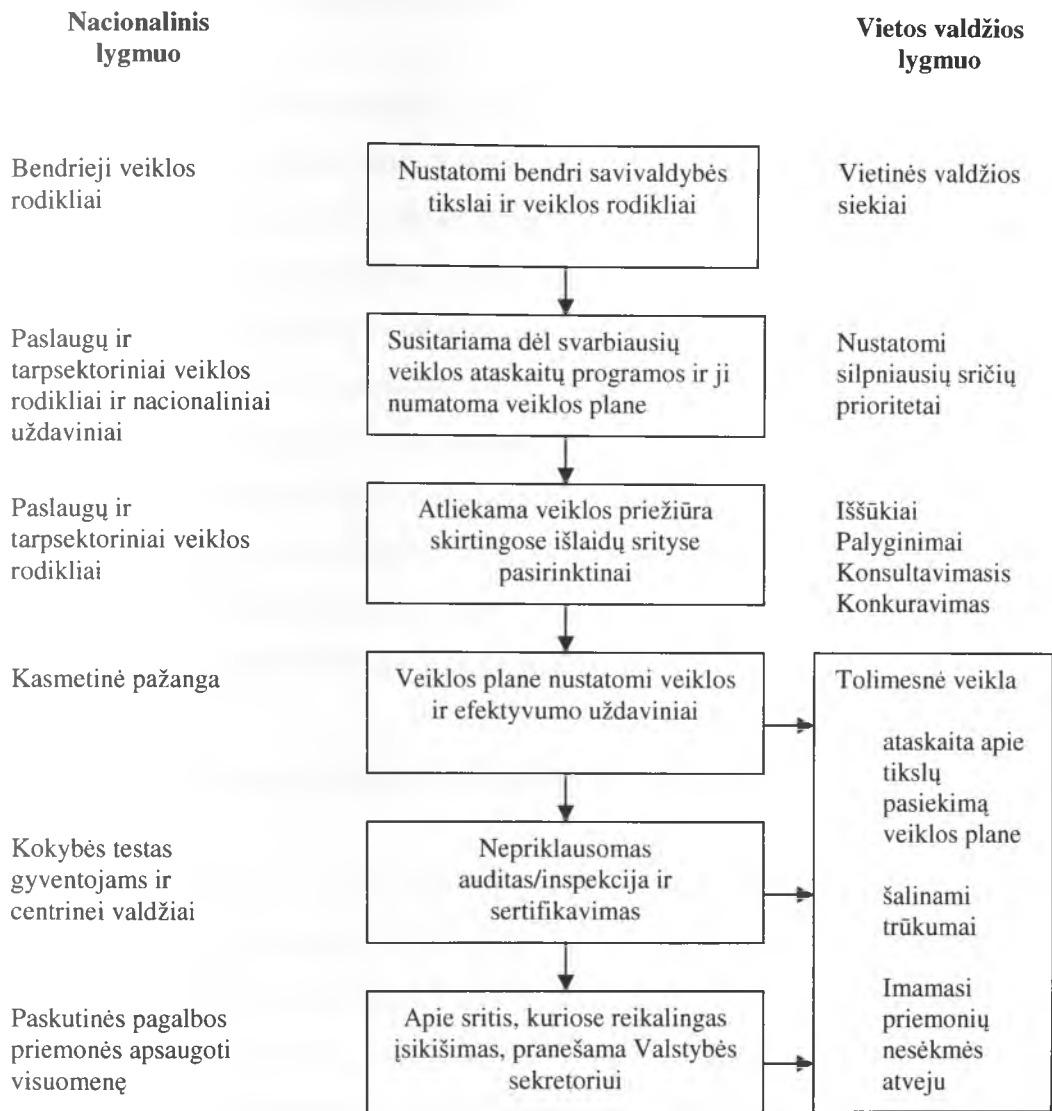 Nacionalinis
lygmuo
Vietos valdžios
lygmuo
Bendrieji veiklos
rodikliai
Nustatomi bendri savivaldybės
tikslai ir veiklos rodikliai
Vietinės valdžios
siekiai
Paslaugų ir
tarpsektoriniai veiklos
rodikliai ir nacionaliniai
uždaviniai
Susitariama dėl svarbiausių
veiklos ataskaitų programos ir ji
numatoma veiklos plane
Nustatomi
silpniausių sričių
prioritetai
Paslaugų ir
tarpsektoriniai veiklos
rodikliai
Atliekama veiklos priežiūra
skirtingose išlaidų srityse
pasirinktinai
Iššūkiai
Palyginimai
Konsultavimasis
Konkuravimas
Kasmetinė pažanga
Veiklos plane nustatomi veiklos
ir efektyvumo uždaviniai
Tolimesnė veikla
ataskaita apie
tikslų
pasiekimą
veiklos plane
Kokybės testas
gyventojams ir
centrinei valdžiai
Nepriklausomas
auditas/inspekcija ir
sertifikavimas
šalinami
trūkumai
Paskutinės pagalbos
priemonės apsaugoti
visuomenę
Apie sritis, kuriose reikalingas
įsikišimas, pranešama Valstybės
sekretoriui
Imamasi
priemonių
nesėkmės
atveju